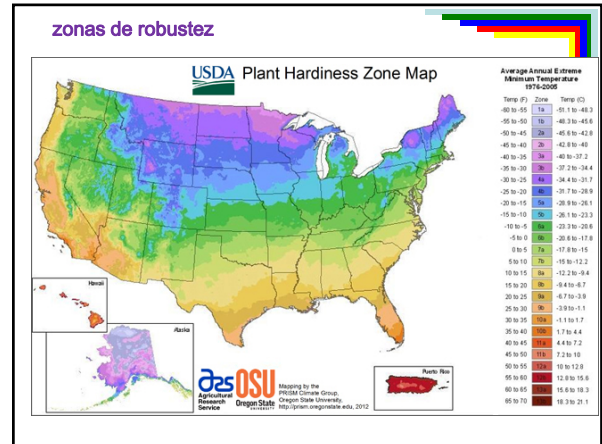 zonas de robustez
USDA Plant Hardiness Zone Map
Average Annual Extreme
Minimum Temperature
1976-2005
Temp (F) Zone Temp (C)
-60 to -55 1a -51.1 to -48.3
-55 to -50 1b -48.3 to -45.6
-50 to -45 2a -45.6 to -42.8
-45 to -40 2b -42.8 to -40
-40 to -35 3a -40 to -37.2
-35 to -30 3b -37.2 to -34.4
-30 to -25 4a -34.4 to -31.7
-25 to -20 4b -31.7 to -28.9
-20 to -15 5a -28.9 to -26.1
-15 to -10 5b -26.1 to -23.3
-10 to -5 6a -23.3 to -20.6
-5 to 0 6b -20.6 to -17.8
0 to 5 7a -17.8 to -15
5 to 10 7b -15 to -12.2
10 to 15 8a -12.2 to -9.4
15 to 20 8b -9.4 to -6.7
20 to 25 9a -6.7 to -3.9
25 to 30 9b -3.9 to -1.1
30 to 35 10a -1.1 to 1.7
35 to 40 10b 1.7 to 4.4
40 to 45 11a 4.4 to 7.2
45 to 50 11b 7.2 to 10
50 to 55 12a 10 to 12.8
55 to 60 12.8 to 15.6
60 to 65 15.6 to 18.3
65 to 70 18.3 to 21.1
Hawaii
Alaska
Puerto Rico
ars
Agricultural
Research
Service
OSU
Oregon State
UNIVERSITY
Mapping by the
PRISM Climate Group,
Oregon State University,
http://prism.oregonstate.edu, 2012